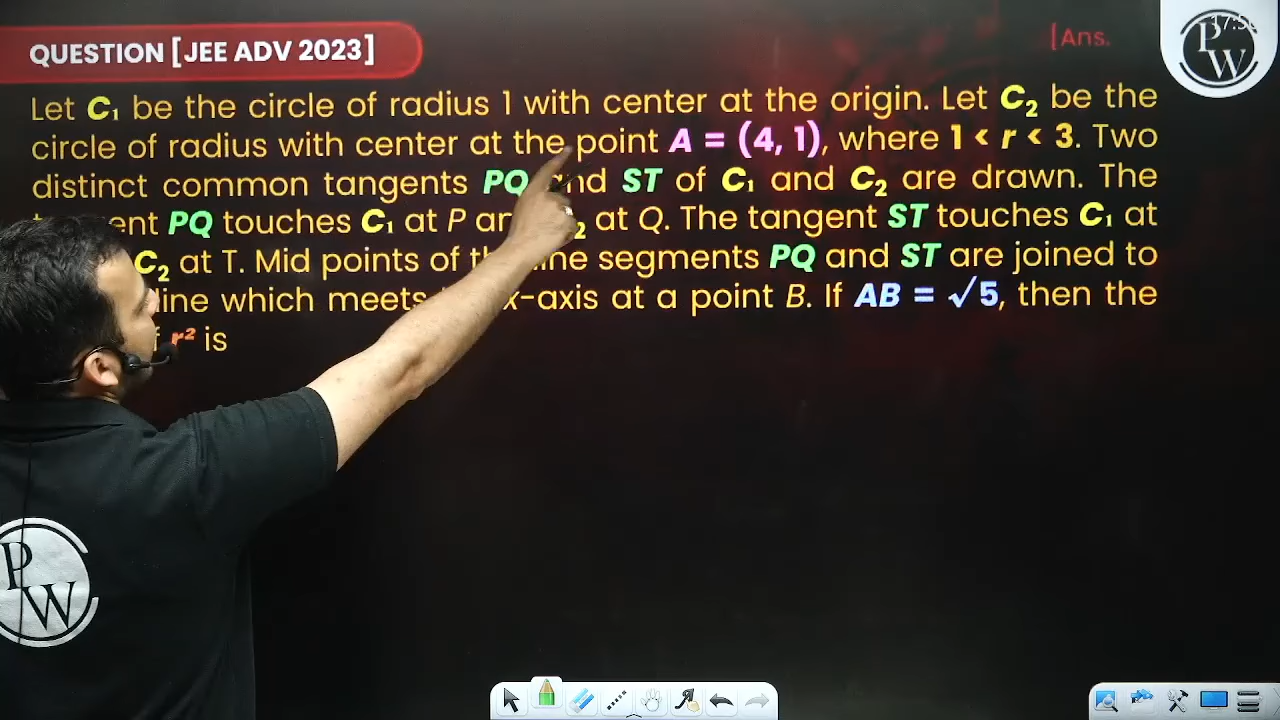 QUESTION [JEE ADV 2023]
[Ans.
17:5
P
W
Let C₁ be the circle of radius 1 with center at the origin. Let C₂ be the
circle of radius with center at the point A = (4, 1), where 1 < r < 3. Two
distinct common tangents PQ and ST of C₁ and C₂ are drawn. The
PQ touches C₁ at P at Q. The tangent ST touches C₁ at
C₂ at T. Mid points of line segments PQ and ST are joined to
line which meets x-axis at a point B. If AB = √5, then the
r² is
P
W